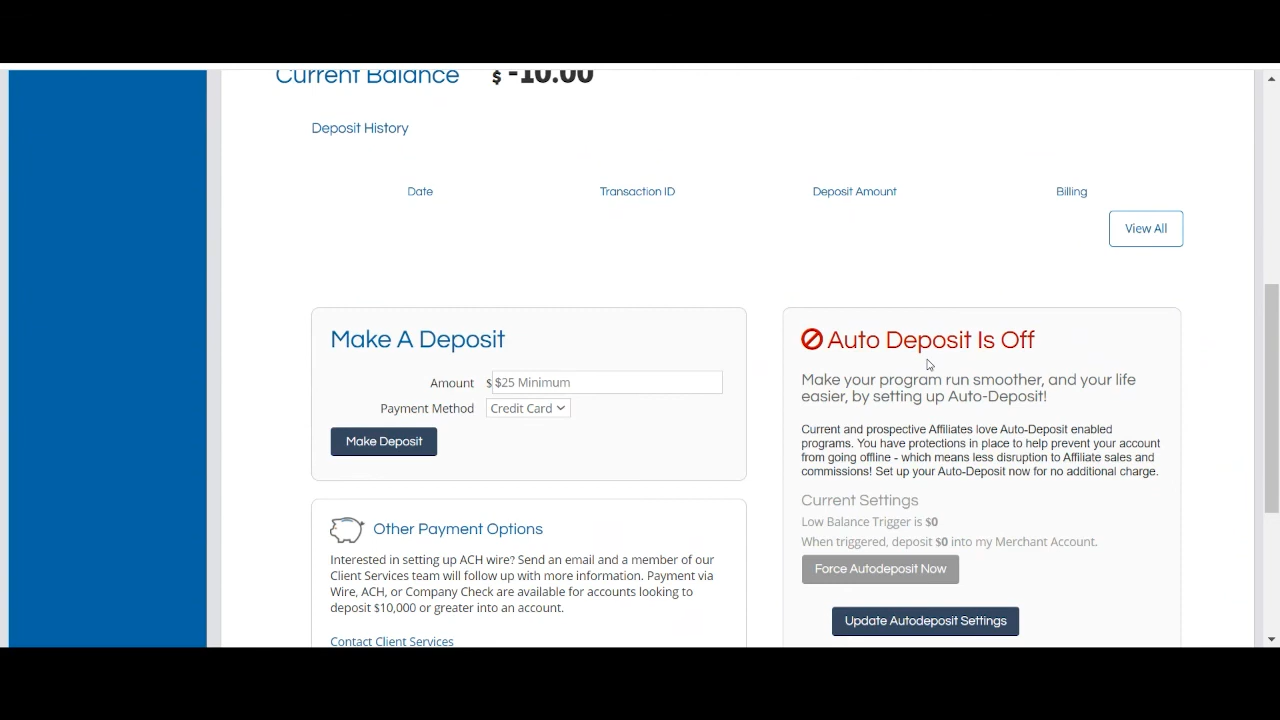 Current Balance $ -10.00
Deposit History
Date Transaction ID Deposit Amount Billing
View All
Make A Deposit
Amount $ $25 Minimum
Payment Method Credit Card
Make Deposit
Other Payment Options
Interested in setting up ACH wire? Send an email and a member of our
Client Services team will follow up with more information. Payment via
Wire, ACH, or Company Check are available for accounts looking to
deposit $10,000 or greater into an account.
Contact Client Services
Auto Deposit Is Off
Make your program run smoother, and your life
easier, by setting up Auto-Deposit!
Current and prospective Affiliates love Auto-Deposit enabled
programs. You have protections in place to help prevent your account
from going offline - which means less disruption to Affiliate sales and
commissions! Set up your Auto-Deposit now for no additional charge.
Current Settings
Low Balance Trigger is $0
When triggered, deposit $0 into my Merchant Account.
Force Autodeposit Now
Update Autodeposit Settings